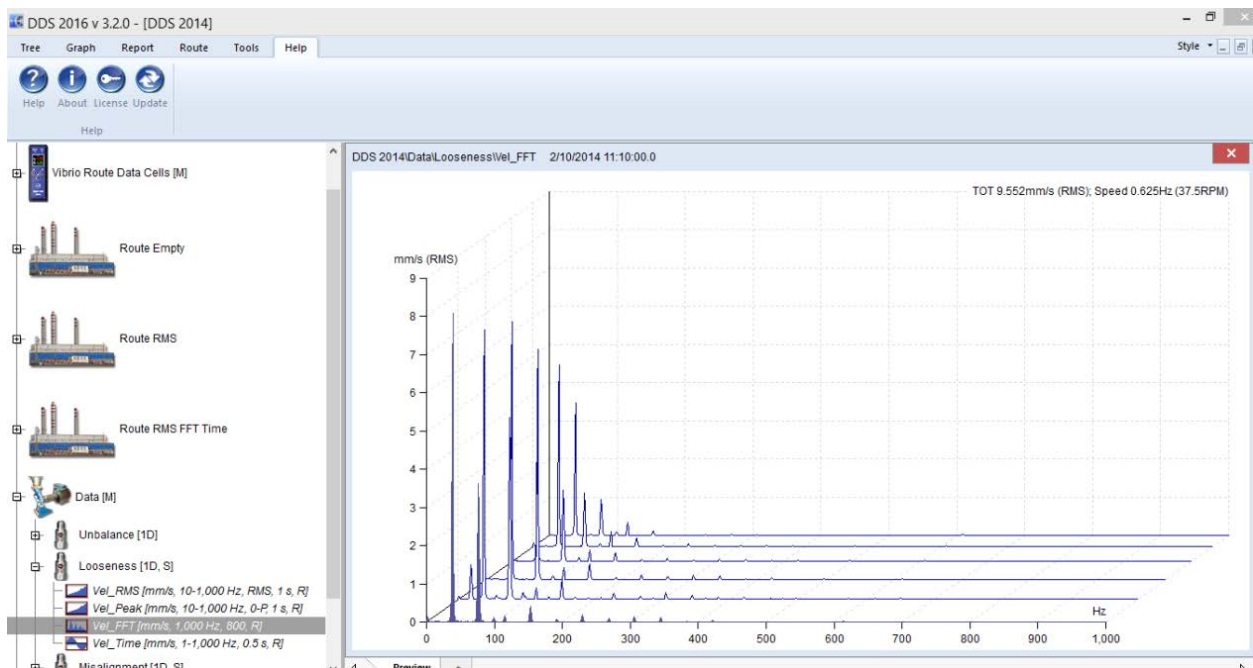 DDS 2016 v 3.2.0 - [DDS 2014]
Tree Graph Report Route Tools Help
Style
Help About License Update
Help
Vibrio Route Data Cells [M]
Route Empty
Route RMS
Route RMS FFT Time
Data [M]
Unbalance [1D]
Looseness [1D, S]
Vel_RMS [mm/s, 10-1,000 Hz, RMS, 1 s, R]
Vel_Peak [mm/s, 10-1,000 Hz, 0-P, 1 s, R]
Vel_FFT [mm/s, 1,000 Hz, 800, R]
Vel_Time [mm/s, 1-1,000 Hz, 0.5 s, R]
Misalignment [1D, S]
DDS 2014\Data\Looseness\Vel_FFT 2/10/2014 11:10:00.0
TOT 9.552mm/s (RMS); Speed 0.625Hz (37.5RPM)
mm/s (RMS)
9
8
7
6
5
4
3
2
1
0
Hz
0 100 200 300 400 500 600 700 800 900 1,000
Preview